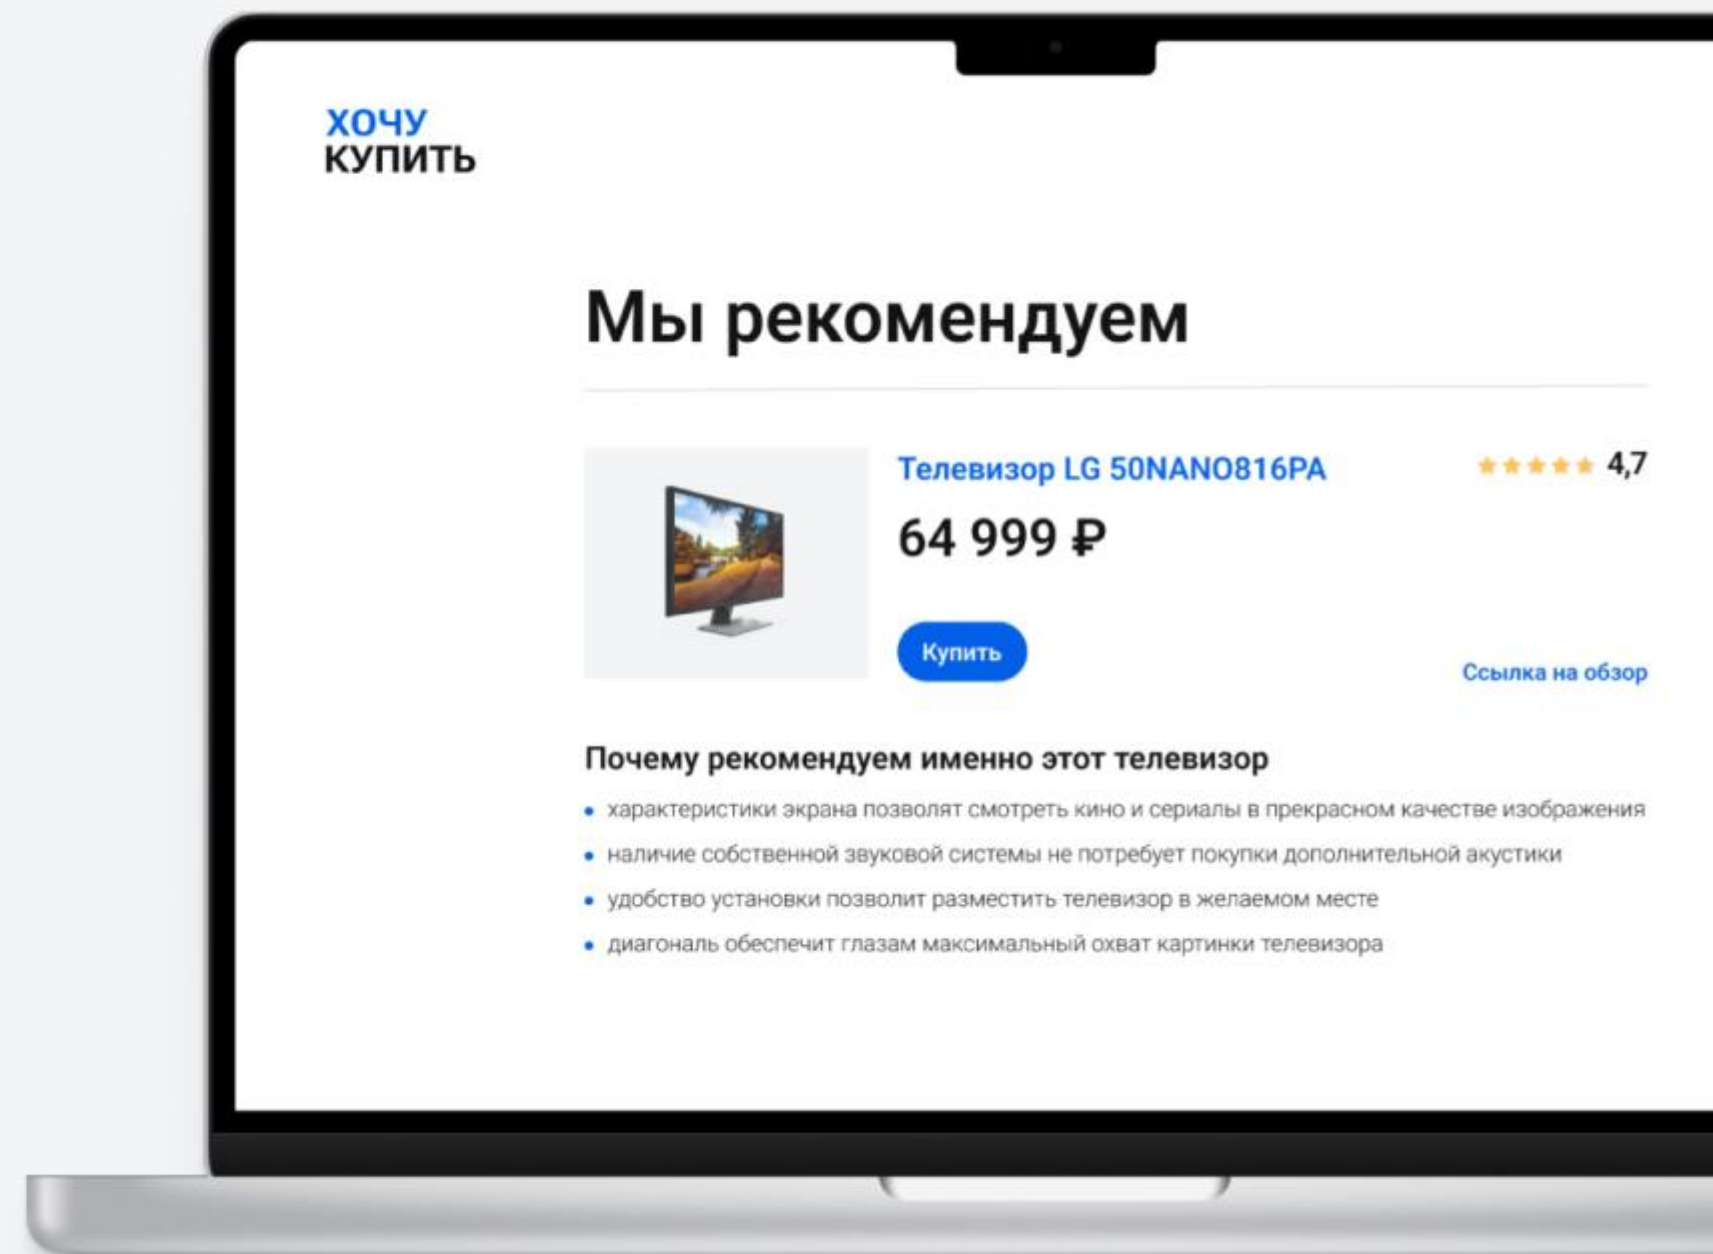 ХОЧУ
КУПИТЬ
Мы рекомендуем
Телевизор LG 50NANO816PA
4,7
64 999 ₽
Купить
Ссылка на обзор
Почему рекомендуем именно этот телевизор
характеристики экрана позволят смотреть кино и сериалы в прекрасном качестве изображения
наличие собственной звуковой системы не потребует покупки дополнительной акустики
удобство установки позволит разместить телевизор в желаемом месте
диагональ обеспечит глазам максимальный охват картинки телевизора